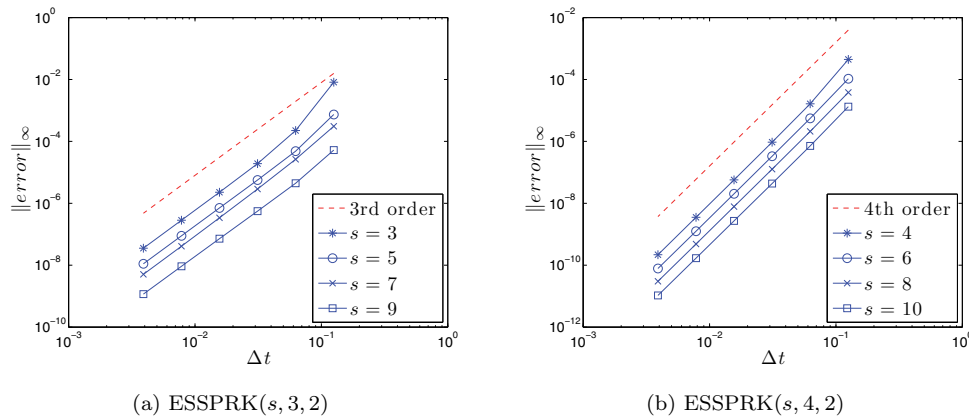 10^0
10^−2
10^−4
10^−6
10^−8
10^−10
‖error‖∞
3rd order
s = 3
s = 5
s = 7
s = 9
10^−3
10^−2
10^−1
10^0
Δt
(a) ESSPRK(s, 3, 2)
10^−2
10^−4
10^−6
10^−8
10^−10
10^−12
‖error‖∞
4th order
s = 4
s = 6
s = 8
s = 10
10^−3
10^−2
10^−1
10^0
Δt
(b) ESSPRK(s, 4, 2)